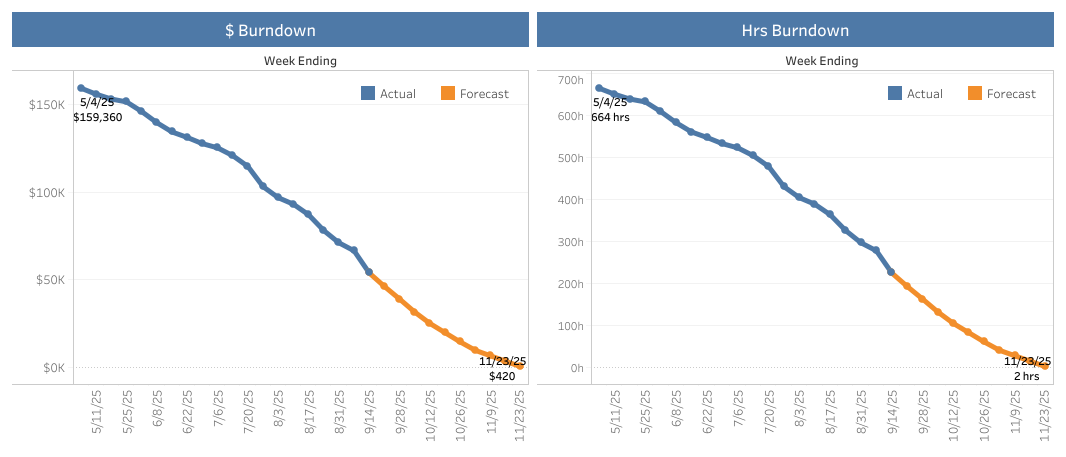 $ Burndown
Hrs Burndown
Week Ending
Week Ending
Actual
Forecast
Actual
Forecast
$150K
$100K
$50K
$0K
5/4/25
$159,360
11/23/25
$420
5/11/25
5/25/25
6/8/25
6/22/25
7/6/25
7/20/25
8/3/25
8/17/25
8/31/25
9/14/25
9/28/25
10/12/25
10/26/25
11/9/25
11/23/25
700h
600h
500h
400h
300h
200h
100h
0h
5/4/25
664 hrs
11/23/25
2 hrs
5/11/25
5/25/25
6/8/25
6/22/25
7/6/25
7/20/25
8/3/25
8/17/25
8/31/25
9/14/25
9/28/25
10/12/25
10/26/25
11/9/25
11/23/25